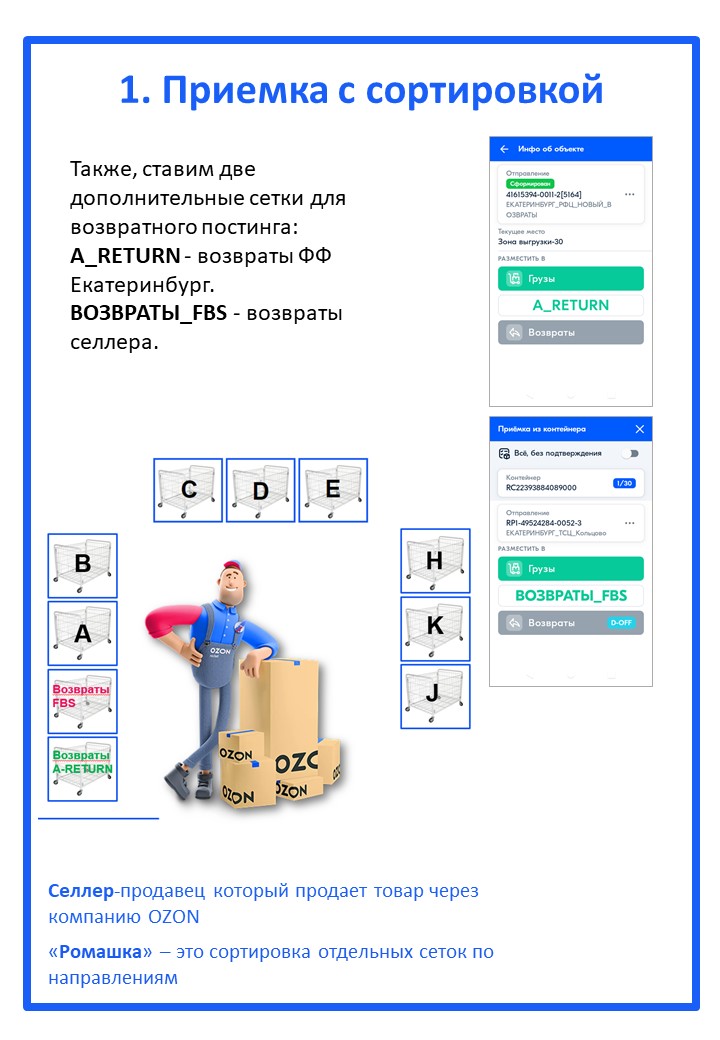 1. Приемка с сортировкой
Также, ставим две
дополнительные сетки для
возвратного постинга:
A_RETURN - возвраты ФФ
Екатеринбург.
ВОЗВРАТЫ_FBS - возвраты
селлера.
Инфо об объекте
Отправление
Сформирован
41615394-0011-2[5164]
ЕКАТЕРИНБУРГ_РФЦ_НОВЫЙ_В
ОЗВРАТЫ
Текущее место
Зона выгрузки-30
РАЗМЕСТИТЬ В
Грузы
A_RETURN
Возвраты
Приёмка из контейнера
Всё, без подтверждения
Контейнер
RC22393884089000
1/30
Отправление
RP1-49524284-0052-3
ЕКАТЕРИНБУРГ_ТСЦ_Кольцово
РАЗМЕСТИТЬ В
Грузы
ВОЗВРАТЫ_FBS
Возвраты
D-OFF
C
D
E
B
A
Возвраты
FBS
Возвраты
A-RETURN
H
K
J
OZON
OZON
OZON
OZON
OZON
Селлер-продавец который продает товар через
компанию OZON
«Ромашка» – это сортировка отдельных сеток по
направлениям